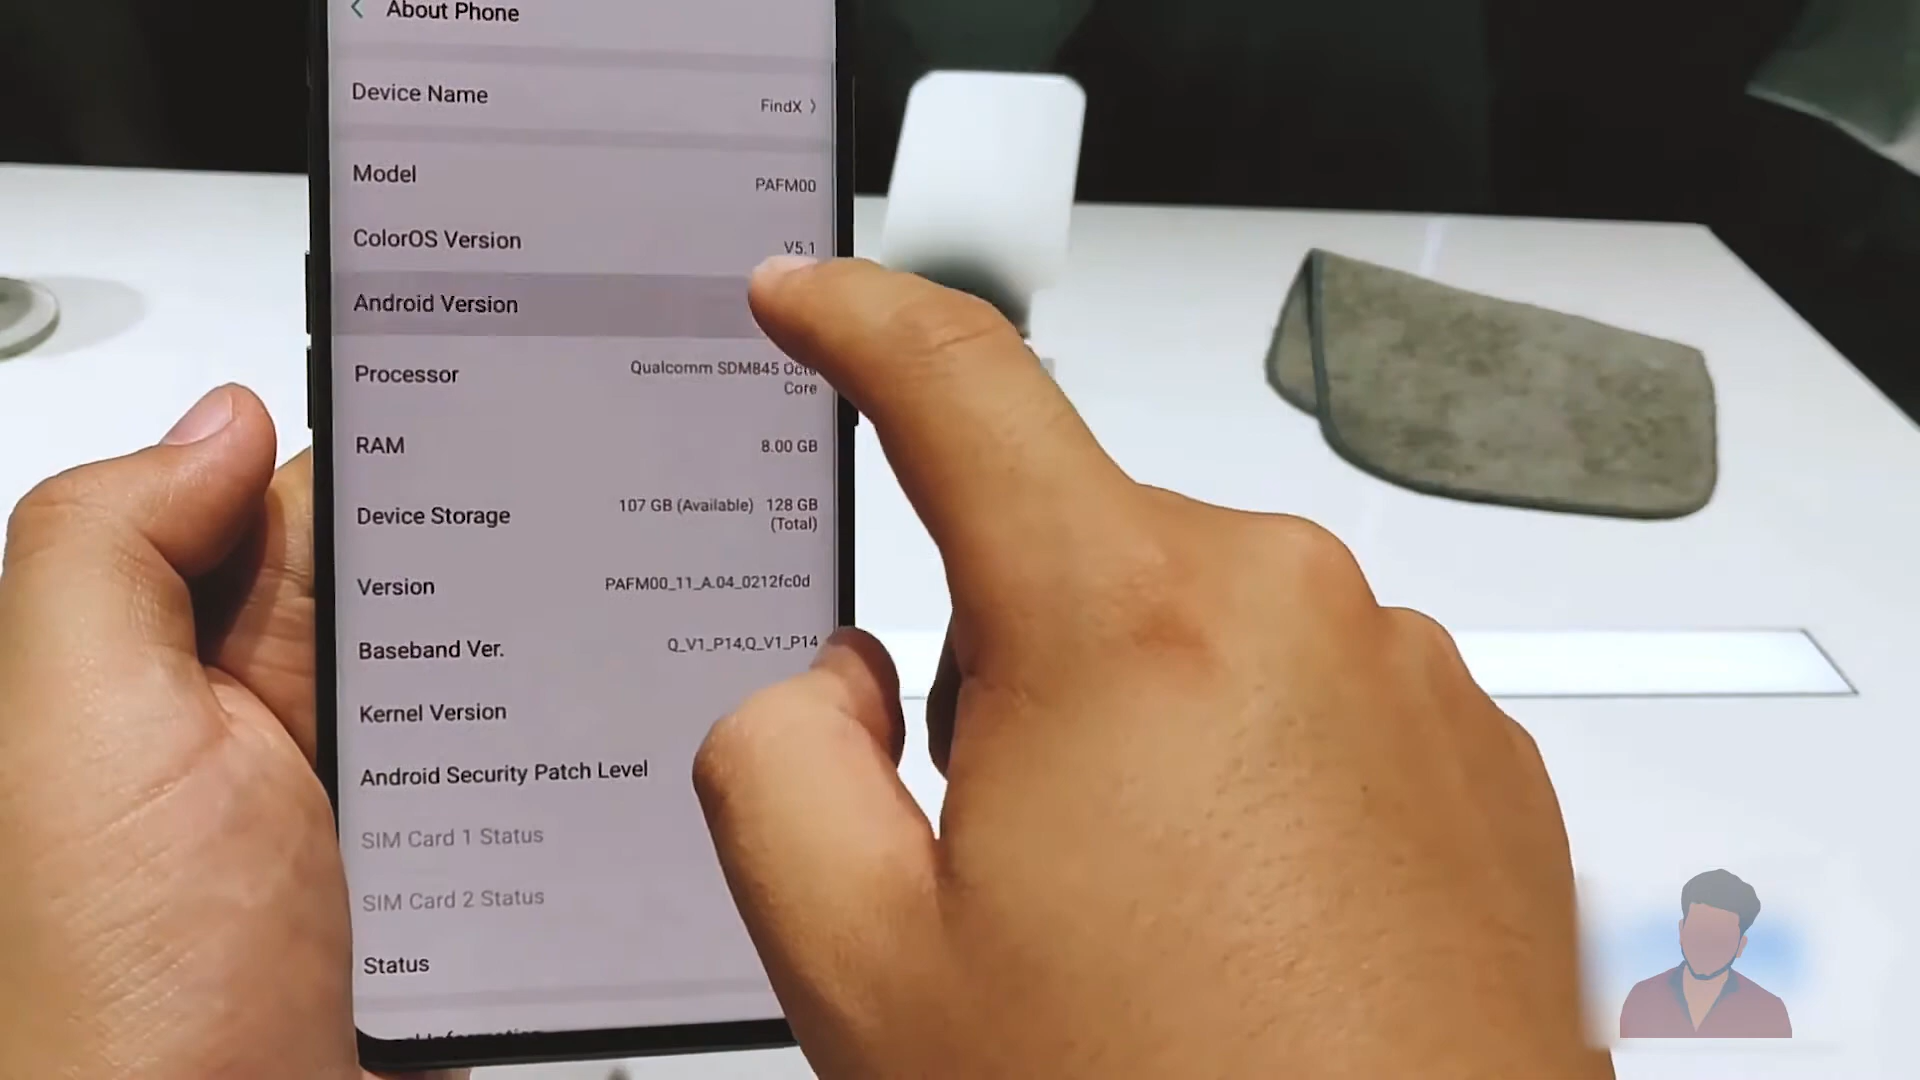 About Phone
Device Name
FindX
Model
PAFM00
ColorOS Version
V5.1
Android Version
Processor
Qualcomm SDM845 Octa
Core
RAM
8.00 GB
Device Storage
107 GB (Available) 128 GB
(Total)
Version
PAFM00_11_A.04_0212fc0d
Baseband Ver.
Q_V1_P14,Q_V1_P14
Kernel Version
Android Security Patch Level
SIM Card 1 Status
SIM Card 2 Status
Status